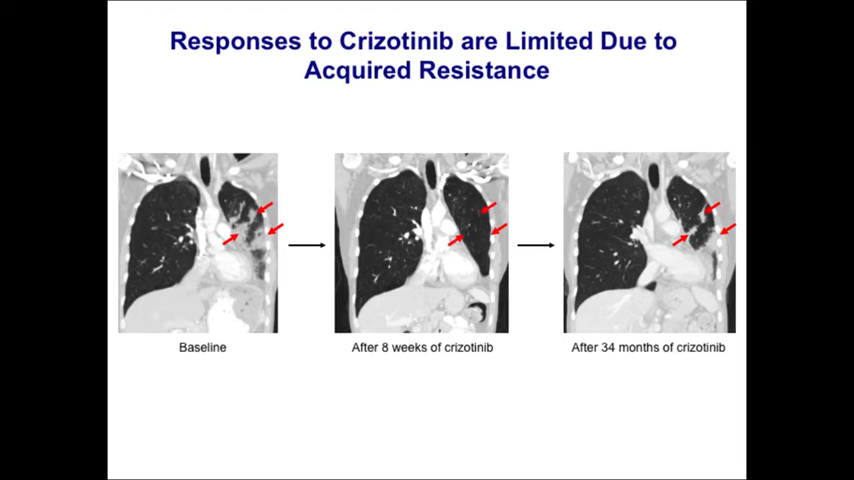 Responses to Crizotinib are Limited Due to
Acquired Resistance
Baseline
After 8 weeks of crizotinib
After 34 months of crizotinib